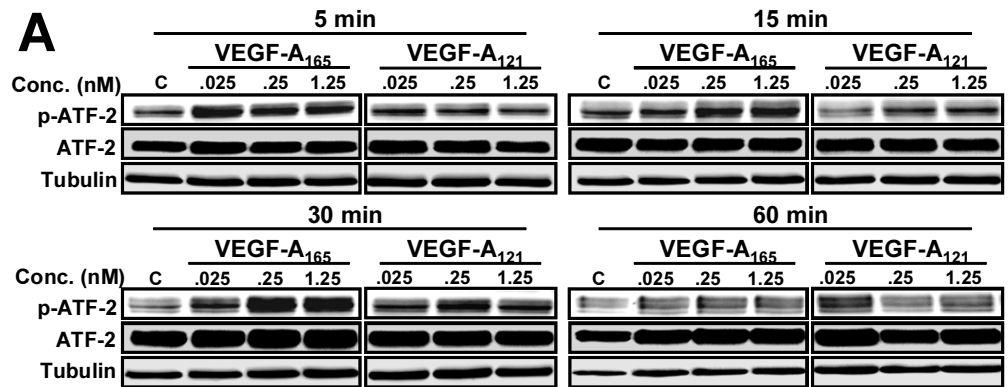 A
5 min 15 min
VEGF-A165 VEGF-A121 VEGF-A165 VEGF-A121
Conc. (nM) C .025 .25 1.25 .025 .25 1.25 C .025 .25 1.25 .025 .25 1.25
p-ATF-2
ATF-2
Tubulin
30 min 60 min
VEGF-A165 VEGF-A121 VEGF-A165 VEGF-A121
Conc. (nM) C .025 .25 1.25 .025 .25 1.25 C .025 .25 1.25 .025 .25 1.25
p-ATF-2
ATF-2
Tubulin